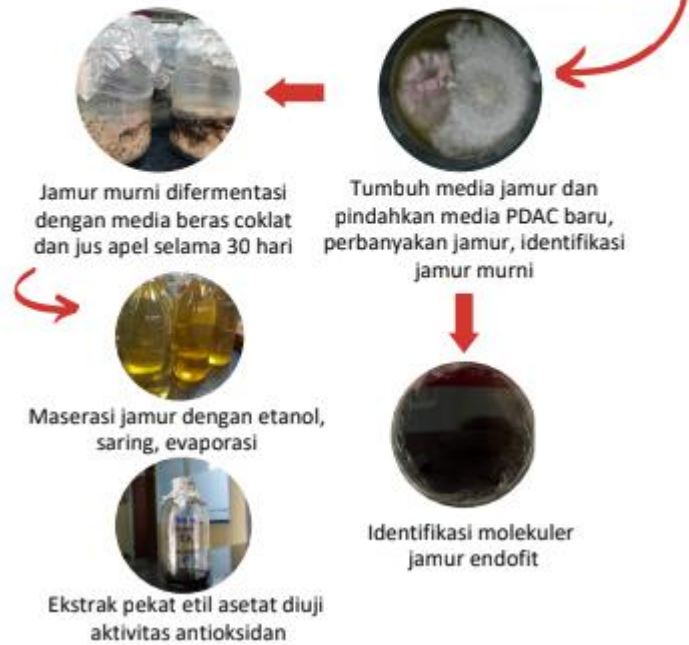 Tumbuh media jamur dan
pindahkan media PDAC baru,
perbanyakan jamur, identifikasi
jamur murni
Jamur murni difermentasi
dengan media beras coklat
dan jus apel selama 30 hari
Maserasi jamur dengan etanol,
saring, evaporasi
Ekstrak pekat etil asetat diuji
aktivitas antioksidan
Identifikasi molekuler
jamur endofit